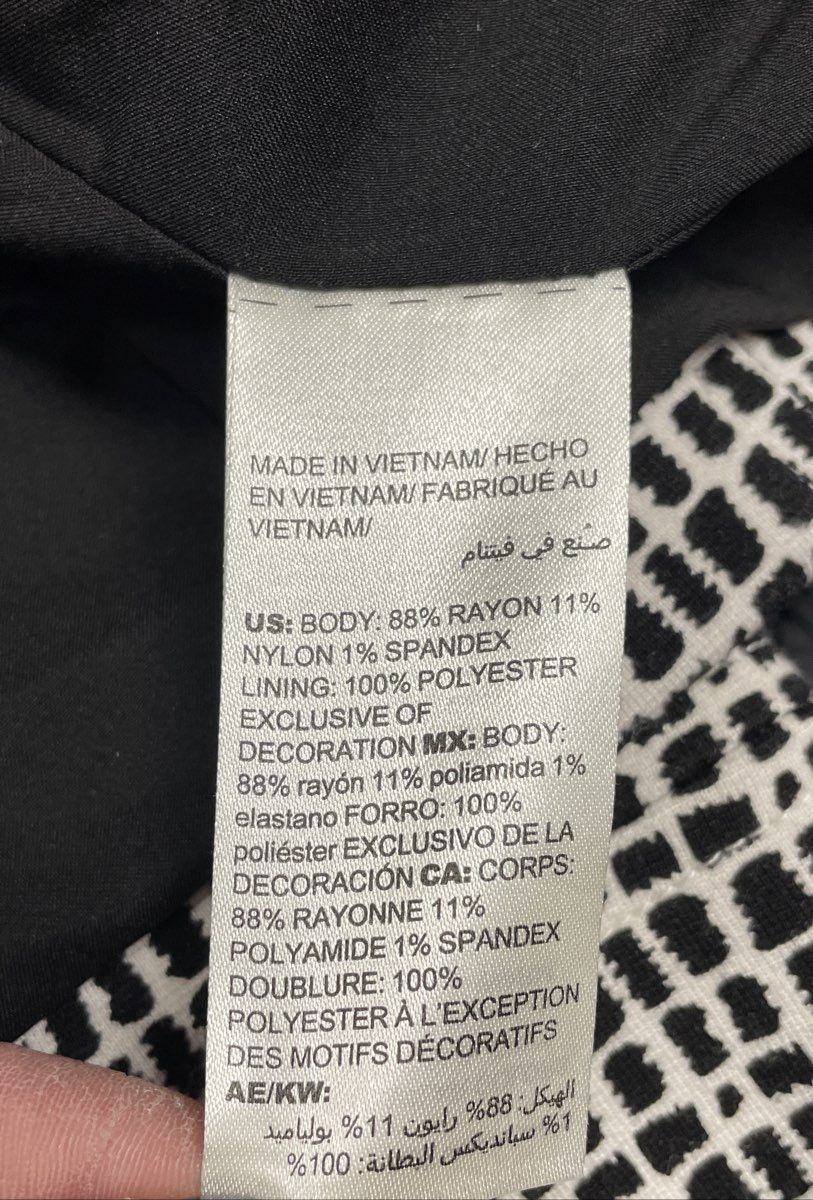 MADE IN VIETNAM/ HECHO
EN VIETNAM/ FABRIQUÉ AU
VIETNAM/
صُنع في فيتنام
US: BODY: 88% RAYON 11%
NYLON 1% SPANDEX
LINING: 100% POLYESTER
EXCLUSIVE OF
DECORATION MX: BODY:
88% rayón 11% poliamida 1%
elastano FORRO: 100%
poliéster EXCLUSIVO DE LA
DECORACIÓN CA: CORPS:
88% RAYONNE 11%
POLYAMIDE 1% SPANDEX
DOUBLURE: 100%
POLYESTER À L'EXCEPTION
DES MOTIFS DÉCORATIFS
AE/KW:
الهيكل: 88% رايون 11% بولياميد
1% سبانديكس البطانة: 100%